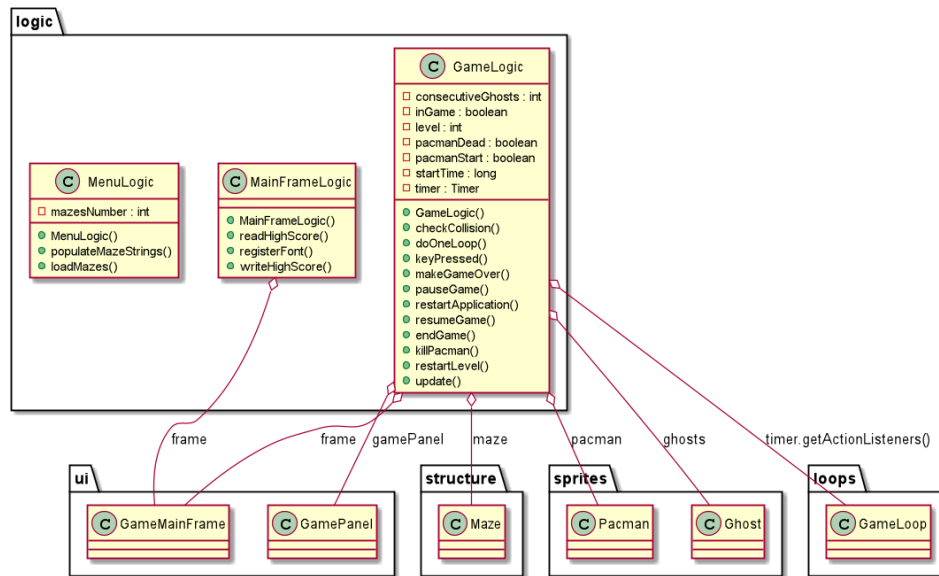 logic
C GameLogic
consecutiveGhosts : int
inGame : boolean
level : int
pacmanDead : boolean
pacmanStart : boolean
startTime : long
timer : Timer
GameLogic()
checkCollision()
doOneLoop()
keyPressed()
makeGameOver()
pauseGame()
restartApplication()
resumeGame()
endGame()
killPacman()
restartLevel()
update()
C MenuLogic
mazesNumber : int
MenuLogic()
populateMazeStrings()
loadMazes()
C MainFrameLogic
MainFrameLogic()
readHighScore()
registerFont()
writeHighScore()
frame
frame
gamePanel
maze
pacman
ghosts
timer.getActionListeners()
ui
C GameMainFrame
C GamePanel
structure
C Maze
sprites
C Pacman
C Ghost
loops
C GameLoop